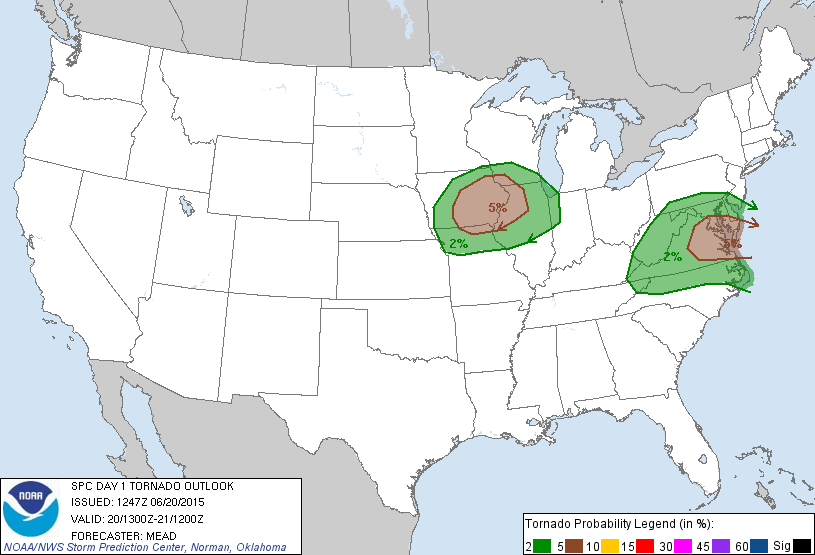 5%
2%
5%
2%
NOAA
SPC DAY 1 TORNADO OUTLOOK
ISSUED: 1247Z 06/20/2015
VALID: 20/1300Z-21/1200Z
FORECASTER: MEAD
NOAA/NWS Storm Prediction Center, Norman, Oklahoma
Tornado Probability Legend (in %):
2 5 10 15 30 45 60 Sig